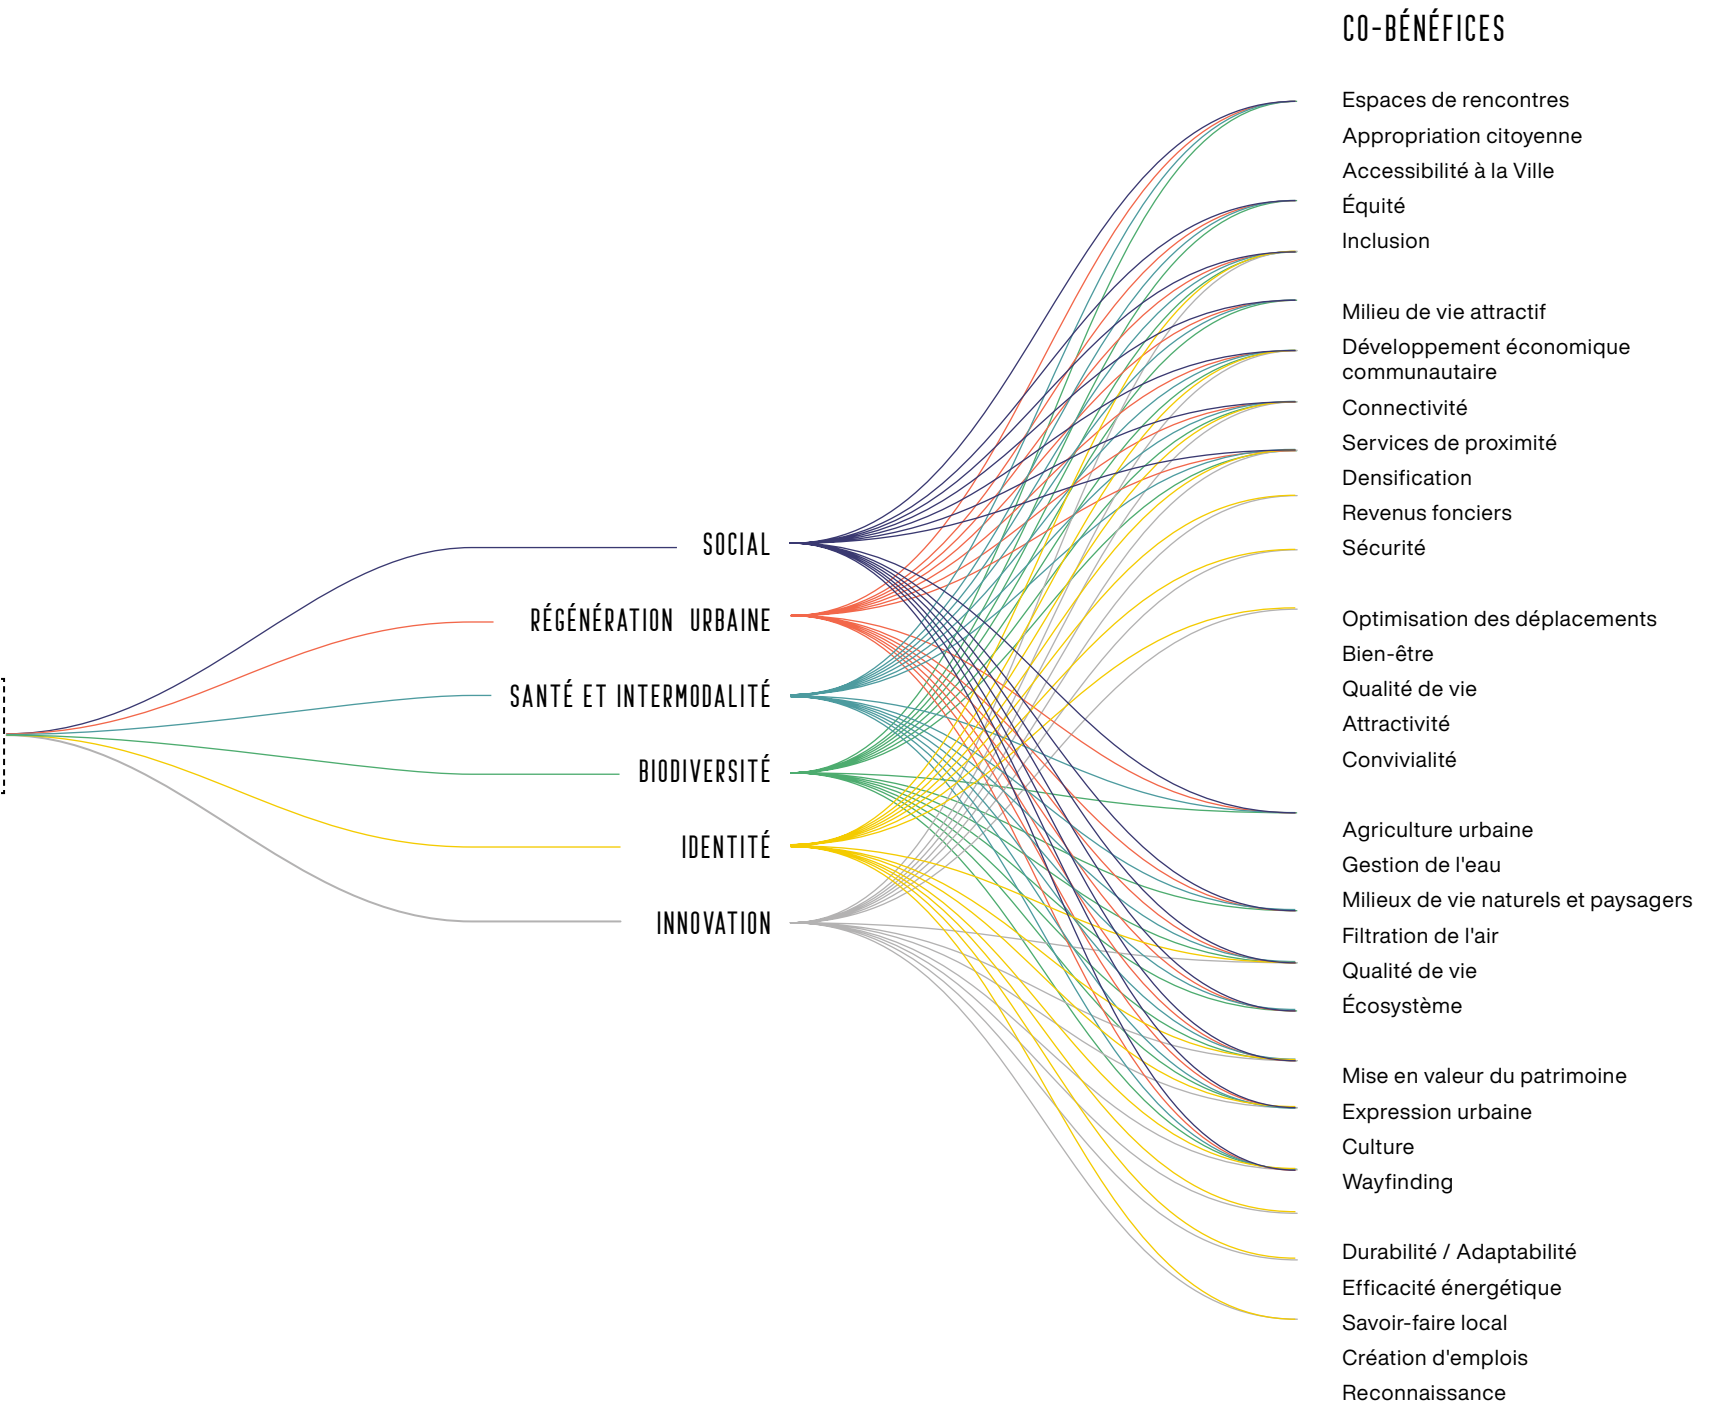 CO-BÉNÉFICES
Espaces de rencontres
Appropriation citoyenne
Accessibilité à la Ville
Équité
Inclusion
Milieu de vie attractif
Développement économique
communautaire
Connectivité
Services de proximité
Densification
Revenus fonciers
Sécurité
Optimisation des déplacements
Bien-être
Qualité de vie
Attractivité
Convivialité
Agriculture urbaine
Gestion de l'eau
Milieux de vie naturels et paysagers
Filtration de l'air
Qualité de vie
Écosystème
Mise en valeur du patrimoine
Expression urbaine
Culture
Wayfinding
Durabilité / Adaptabilité
Efficacité énergétique
Savoir-faire local
Création d'emplois
Reconnaissance
SOCIAL
RÉGÉNÉRATION URBAINE
SANTÉ ET INTERMODALITÉ
BIODIVERSITÉ
IDENTITÉ
INNOVATION